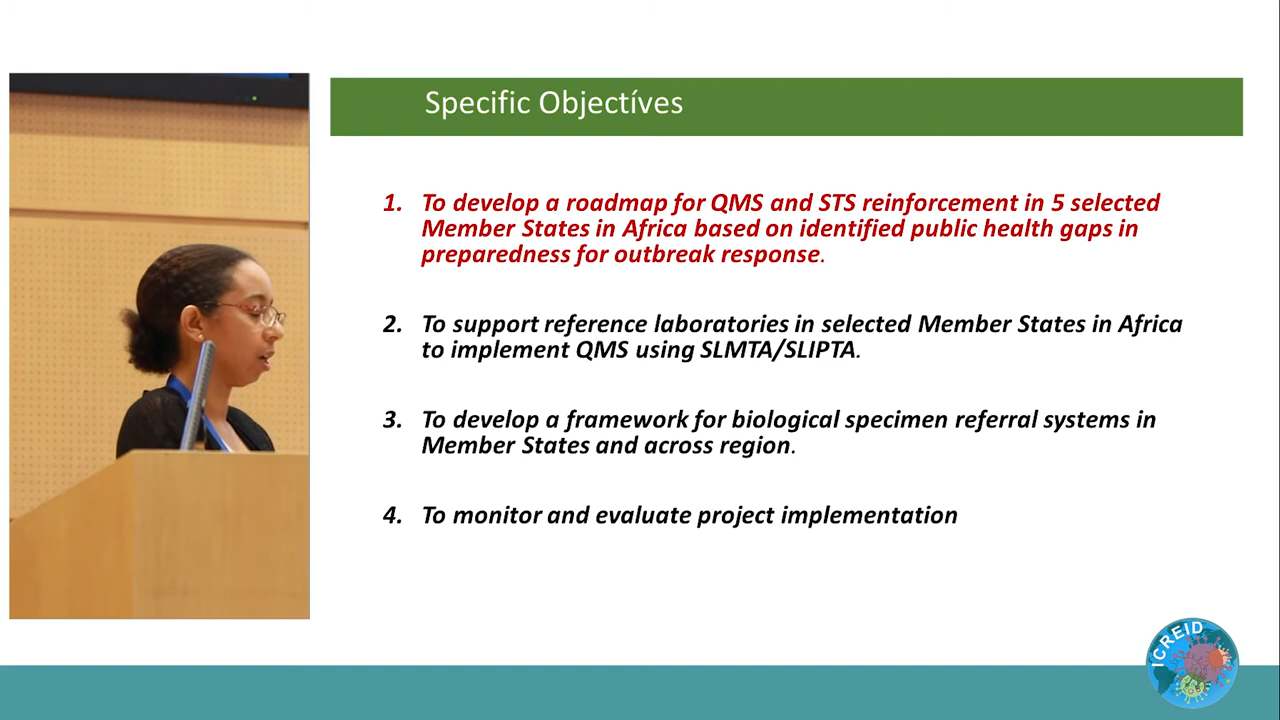 Specific Objectíves
1. To develop a roadmap for QMS and STS reinforcement in 5 selected
Member States in Africa based on identified public health gaps in
preparedness for outbreak response.
2. To support reference laboratories in selected Member States in Africa
to implement QMS using SLMTA/SLIPTA.
3. To develop a framework for biological specimen referral systems in
Member States and across region.
4. To monitor and evaluate project implementation
ICREID